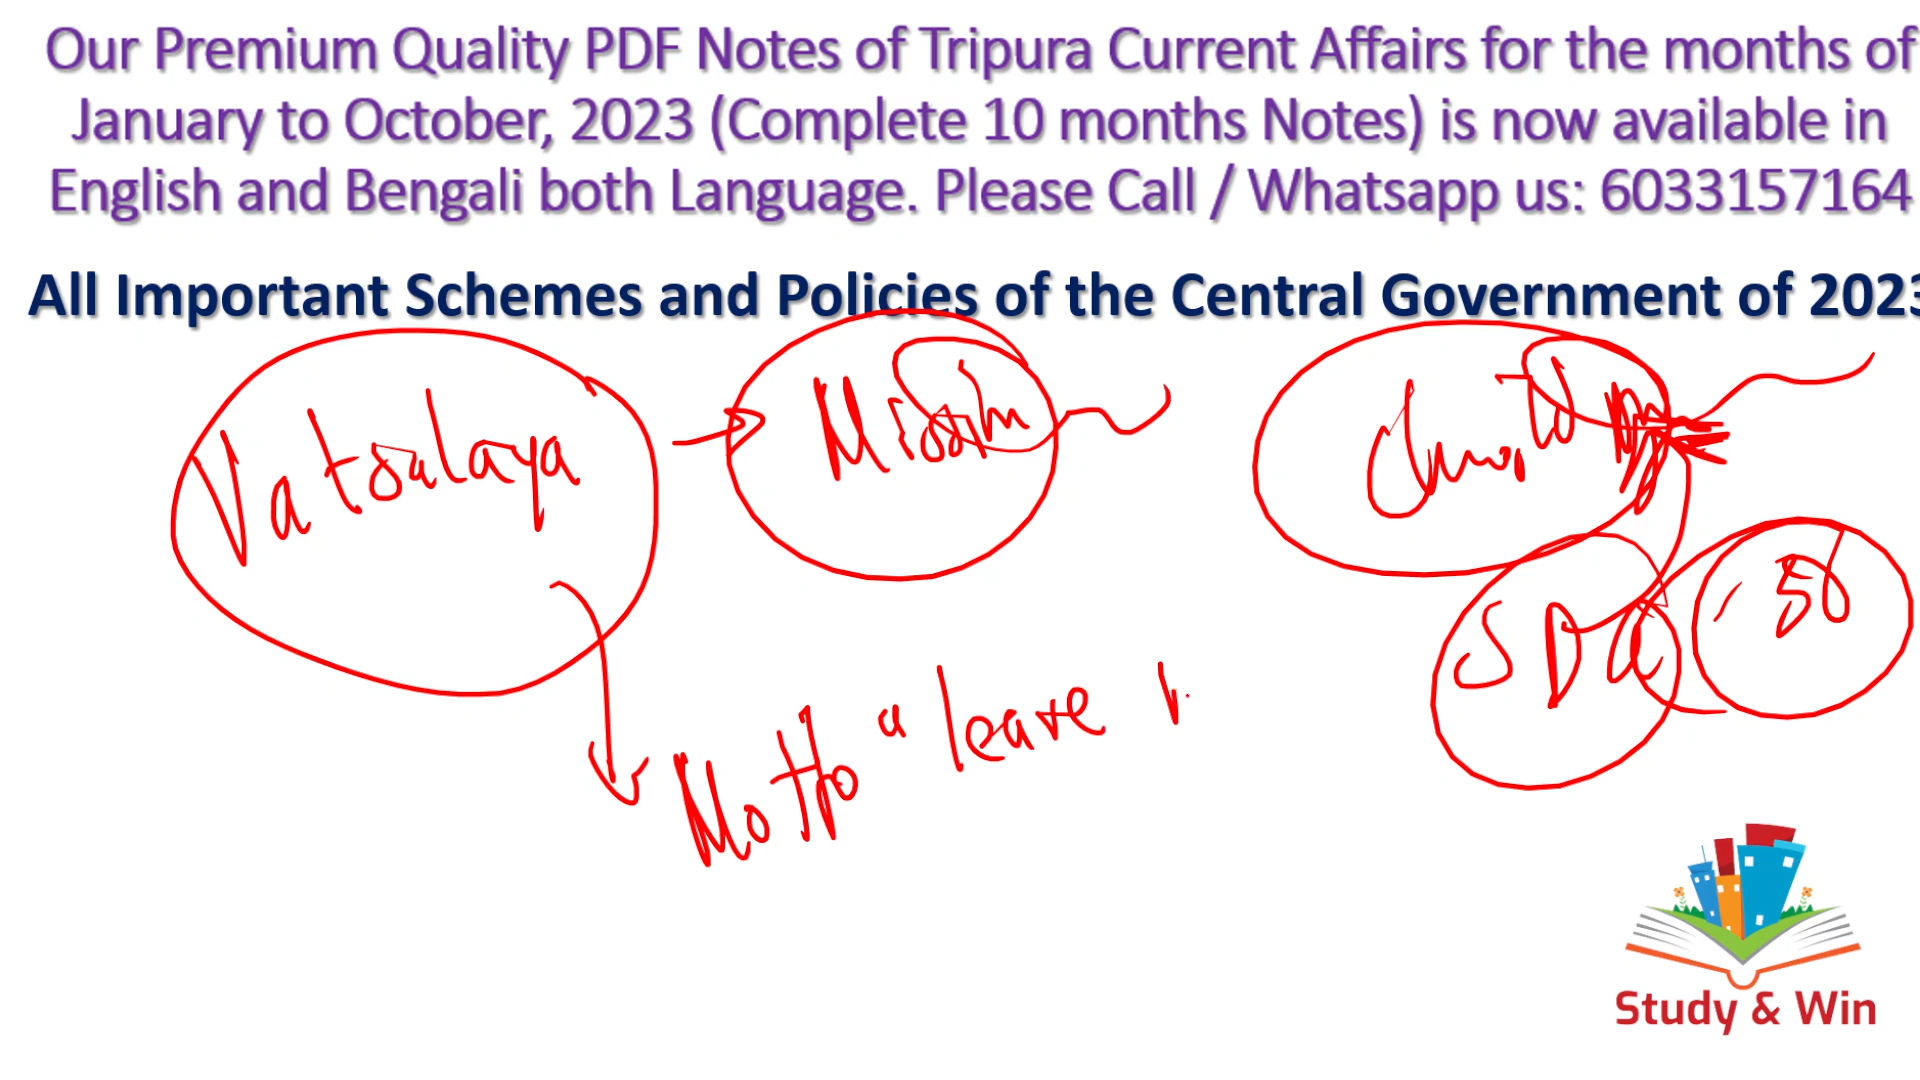 Our Premium Quality PDF Notes of Tripura Current Affairs for the months of
January to October, 2023 (Complete 10 months Notes) is now available in
English and Bengali both Language. Please Call / Whatsapp us: 6033157164
All Important Schemes and Policies of the Central Government of 2023
Vatsalaya
Mission
SDG
Motto "leave
Study & Win